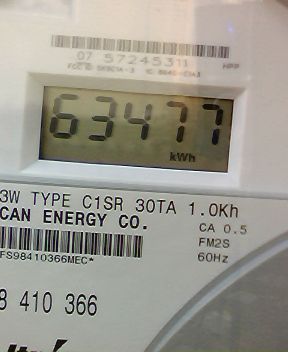 07 57245311
HPP
63477
kWh
3W TYPE C1SR 30TA 1.0Kh
CAN ENERGY CO.
CA 0.5
FM2S
FS98410366MEC*
60Hz
8 410 366